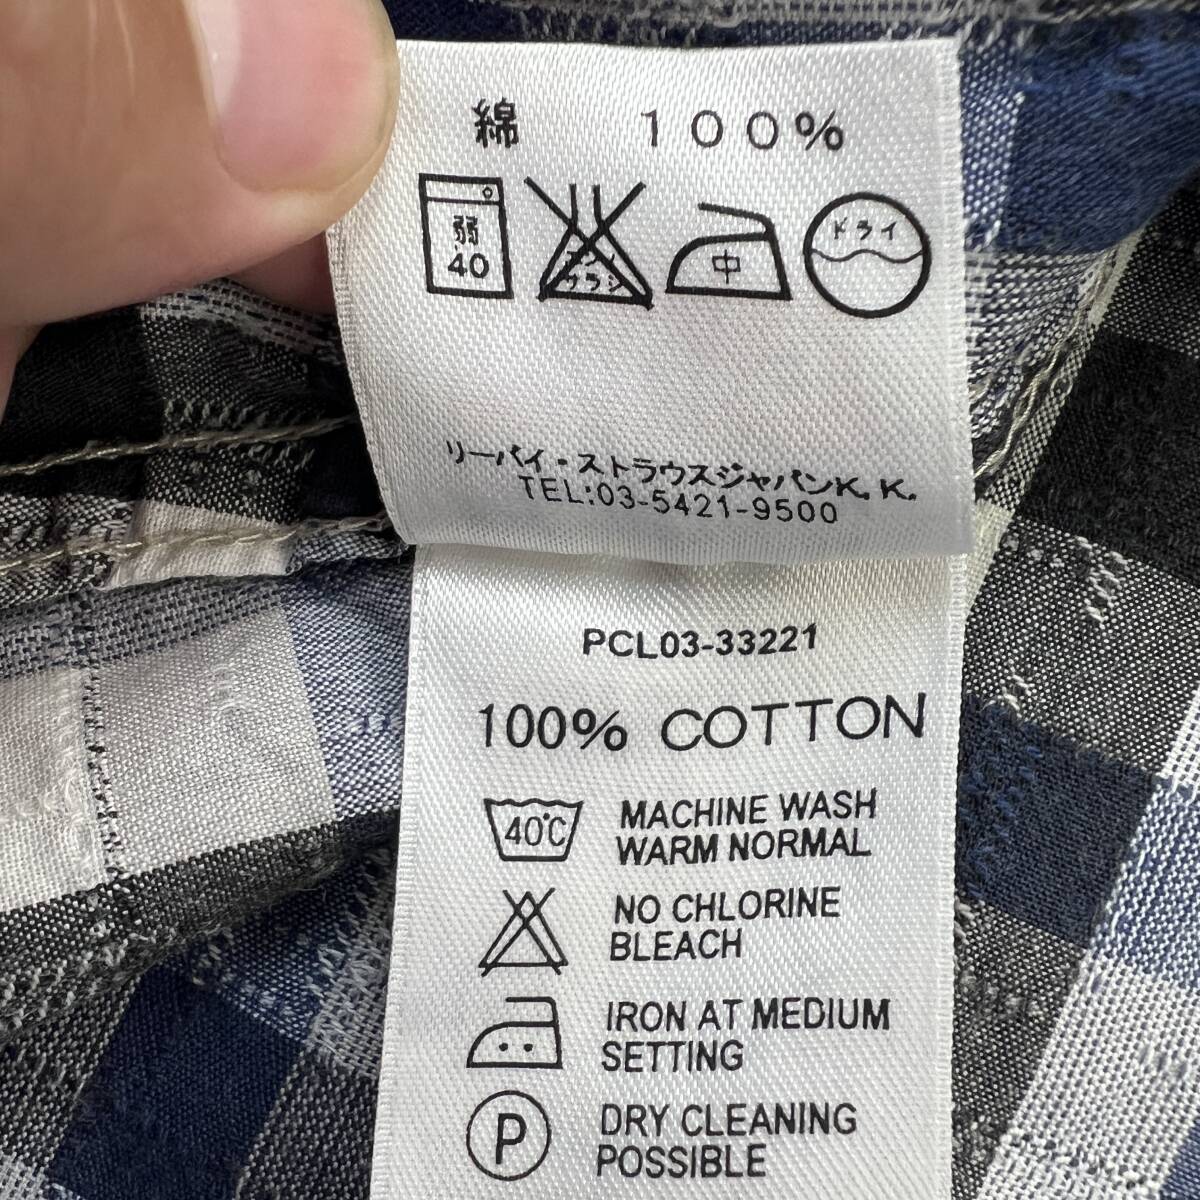 綿 100%
弱 40 エンソ サラシ 中 ドライ
リーバイ・ストラウスジャパンK.K.
TEL:03-5421-9500
PCL03-33221
100% COTTON
40℃ MACHINE WASH
WARM NORMAL
NO CHLORINE
BLEACH
IRON AT MEDIUM
SETTING
P DRY CLEANING
POSSIBLE